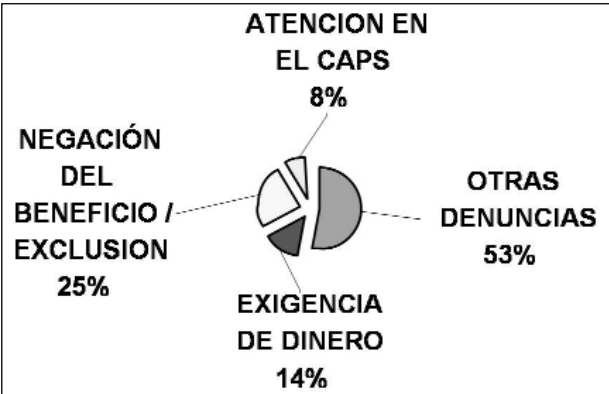 ATENCION EN
EL CAPS
8%
NEGACIÓN
DEL
BENEFICIO /
EXCLUSION
25%
OTRAS
DENUNCIAS
53%
EXIGENCIA
DE DINERO
14%